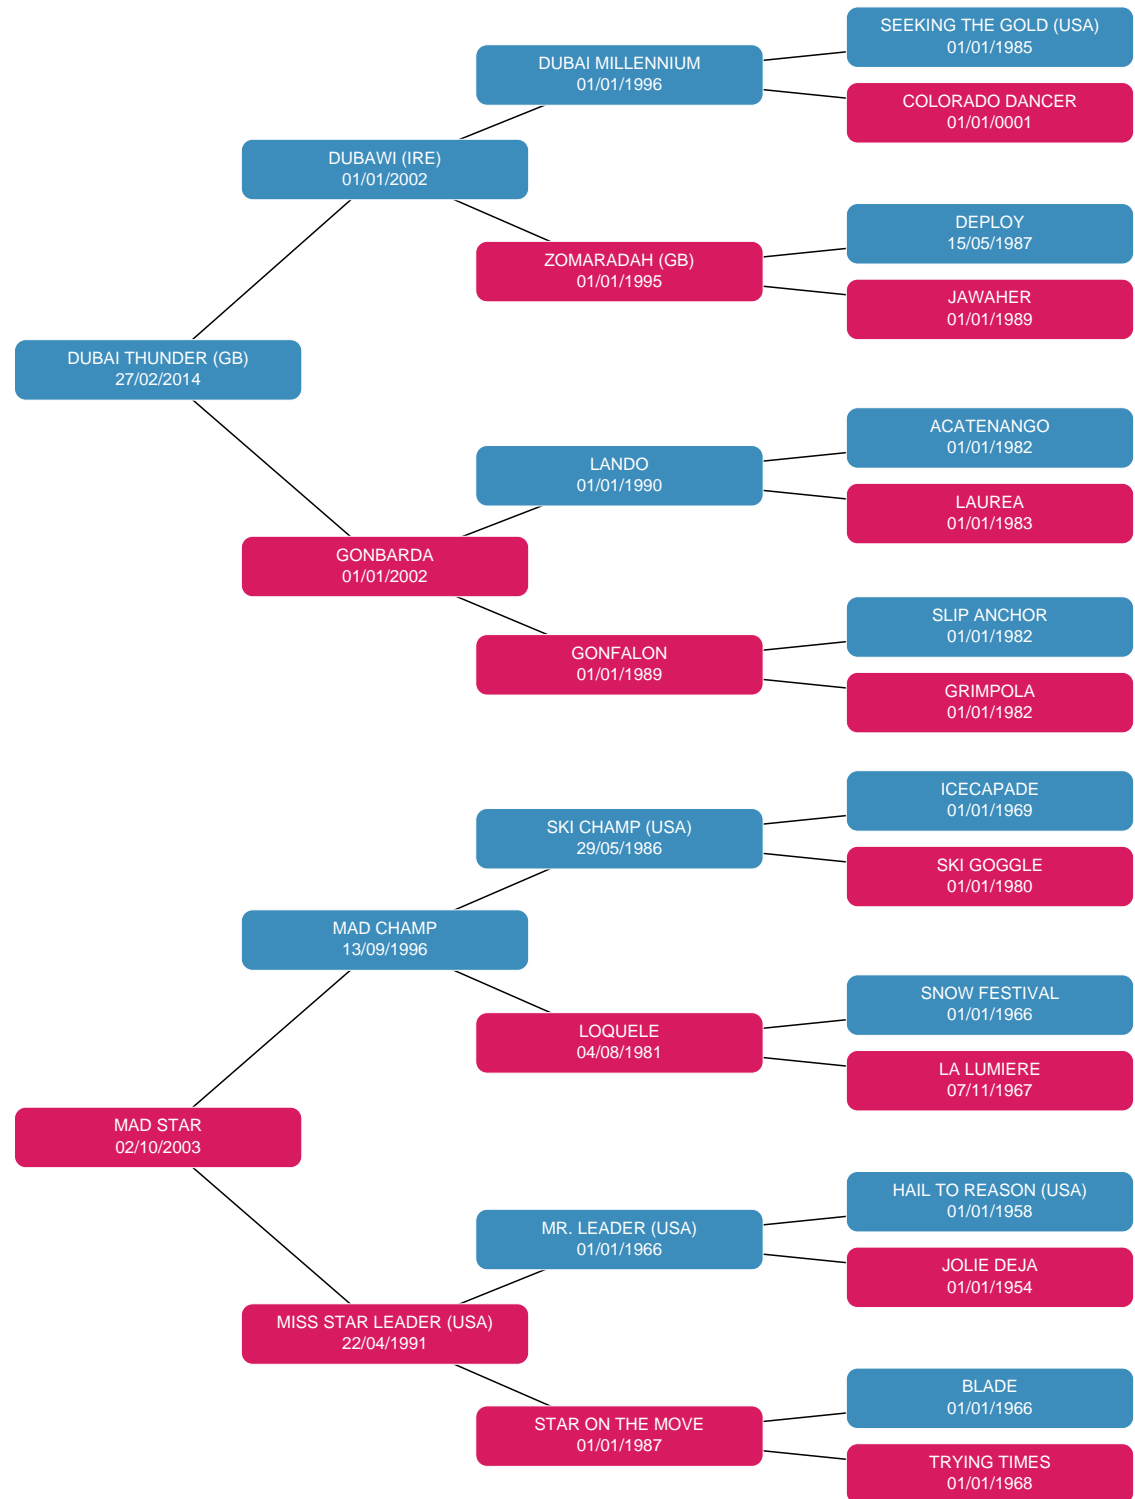 SEEKING THE GOLD (USA)
01/01/1985
DUBAI MILLENNIUM
01/01/1996
COLORADO DANCER
01/01/0001
DUBAWI (IRE)
01/01/2002
DEPLOY
15/05/1987
ZOMARADAH (GB)
01/01/1995
JAWAHER
01/01/1989
DUBAI THUNDER (GB)
27/02/2014
ACATENANGO
01/01/1982
LANDO
01/01/1990
LAUREA
01/01/1983
GONBARDA
01/01/2002
SLIP ANCHOR
01/01/1982
GONFALON
01/01/1989
GRIMPOLA
01/01/1982
ICECAPADE
01/01/1969
SKI CHAMP (USA)
29/05/1986
SKI GOGGLE
01/01/1980
MAD CHAMP
13/09/1996
SNOW FESTIVAL
01/01/1966
LOQUELE
04/08/1981
LA LUMIERE
07/11/1967
MAD STAR
02/10/2003
HAIL TO REASON (USA)
01/01/1958
MR. LEADER (USA)
01/01/1966
JOLIE DEJA
01/01/1954
MISS STAR LEADER (USA)
22/04/1991
BLADE
01/01/1966
STAR ON THE MOVE
01/01/1987
TRYING TIMES
01/01/1968